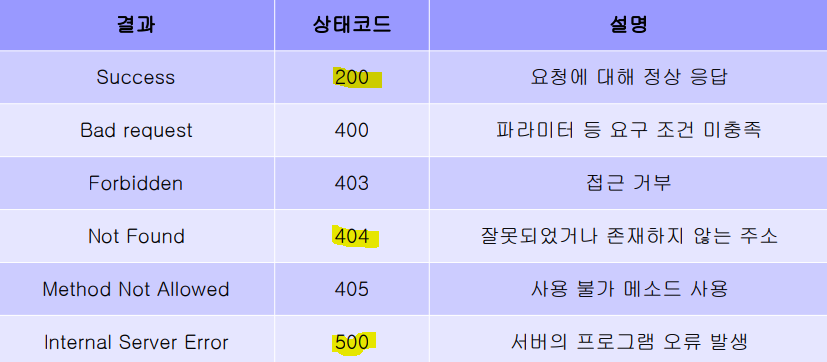 결과 상태코드 설명
Success 200 요청에 대해 정상 응답
Bad request 400 파라미터 등 요구 조건 미충족
Forbidden 403 접근 거부
Not Found 404 잘못되었거나 존재하지 않는 주소
Method Not Allowed 405 사용 불가 메소드 사용
Internal Server Error 500 서버의 프로그램 오류 발생